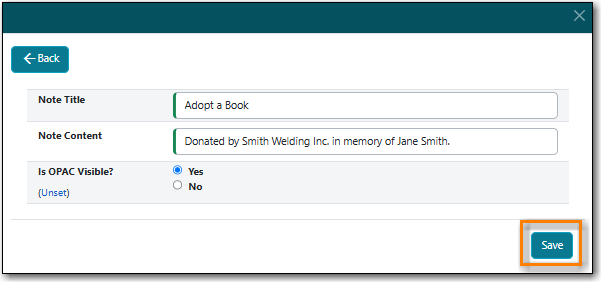 Back
Note Title
Adopt a Book
Note Content
Donated by Smith Welding Inc. in memory of Jane Smith.
Is OPAC Visible?
Yes
(Unset)
No
Save